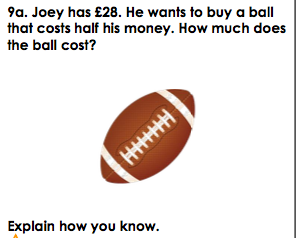 9a. Joey has £28. He wants to buy a ball
that costs half his money. How much does
the ball cost?
Explain how you know.